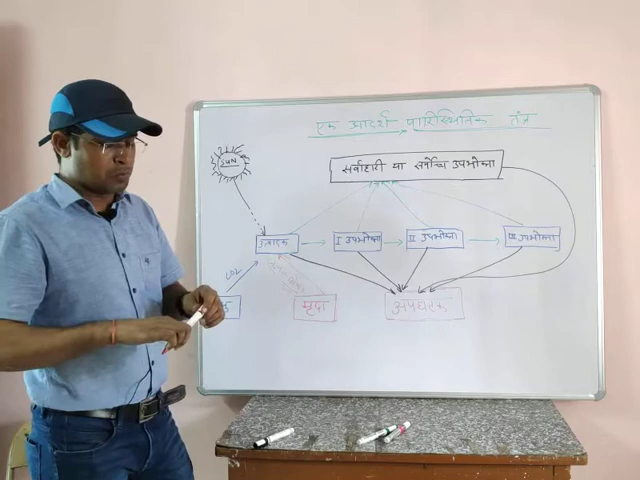 एक आदर्श पारिस्थितिक तंत्र
SUN
सर्वाहारी या सर्वोच्च उपभोक्ता
उत्पादक
I उपभोक्ता
II उपभोक्ता
III उपभोक्ता
मृदा
अपघटक